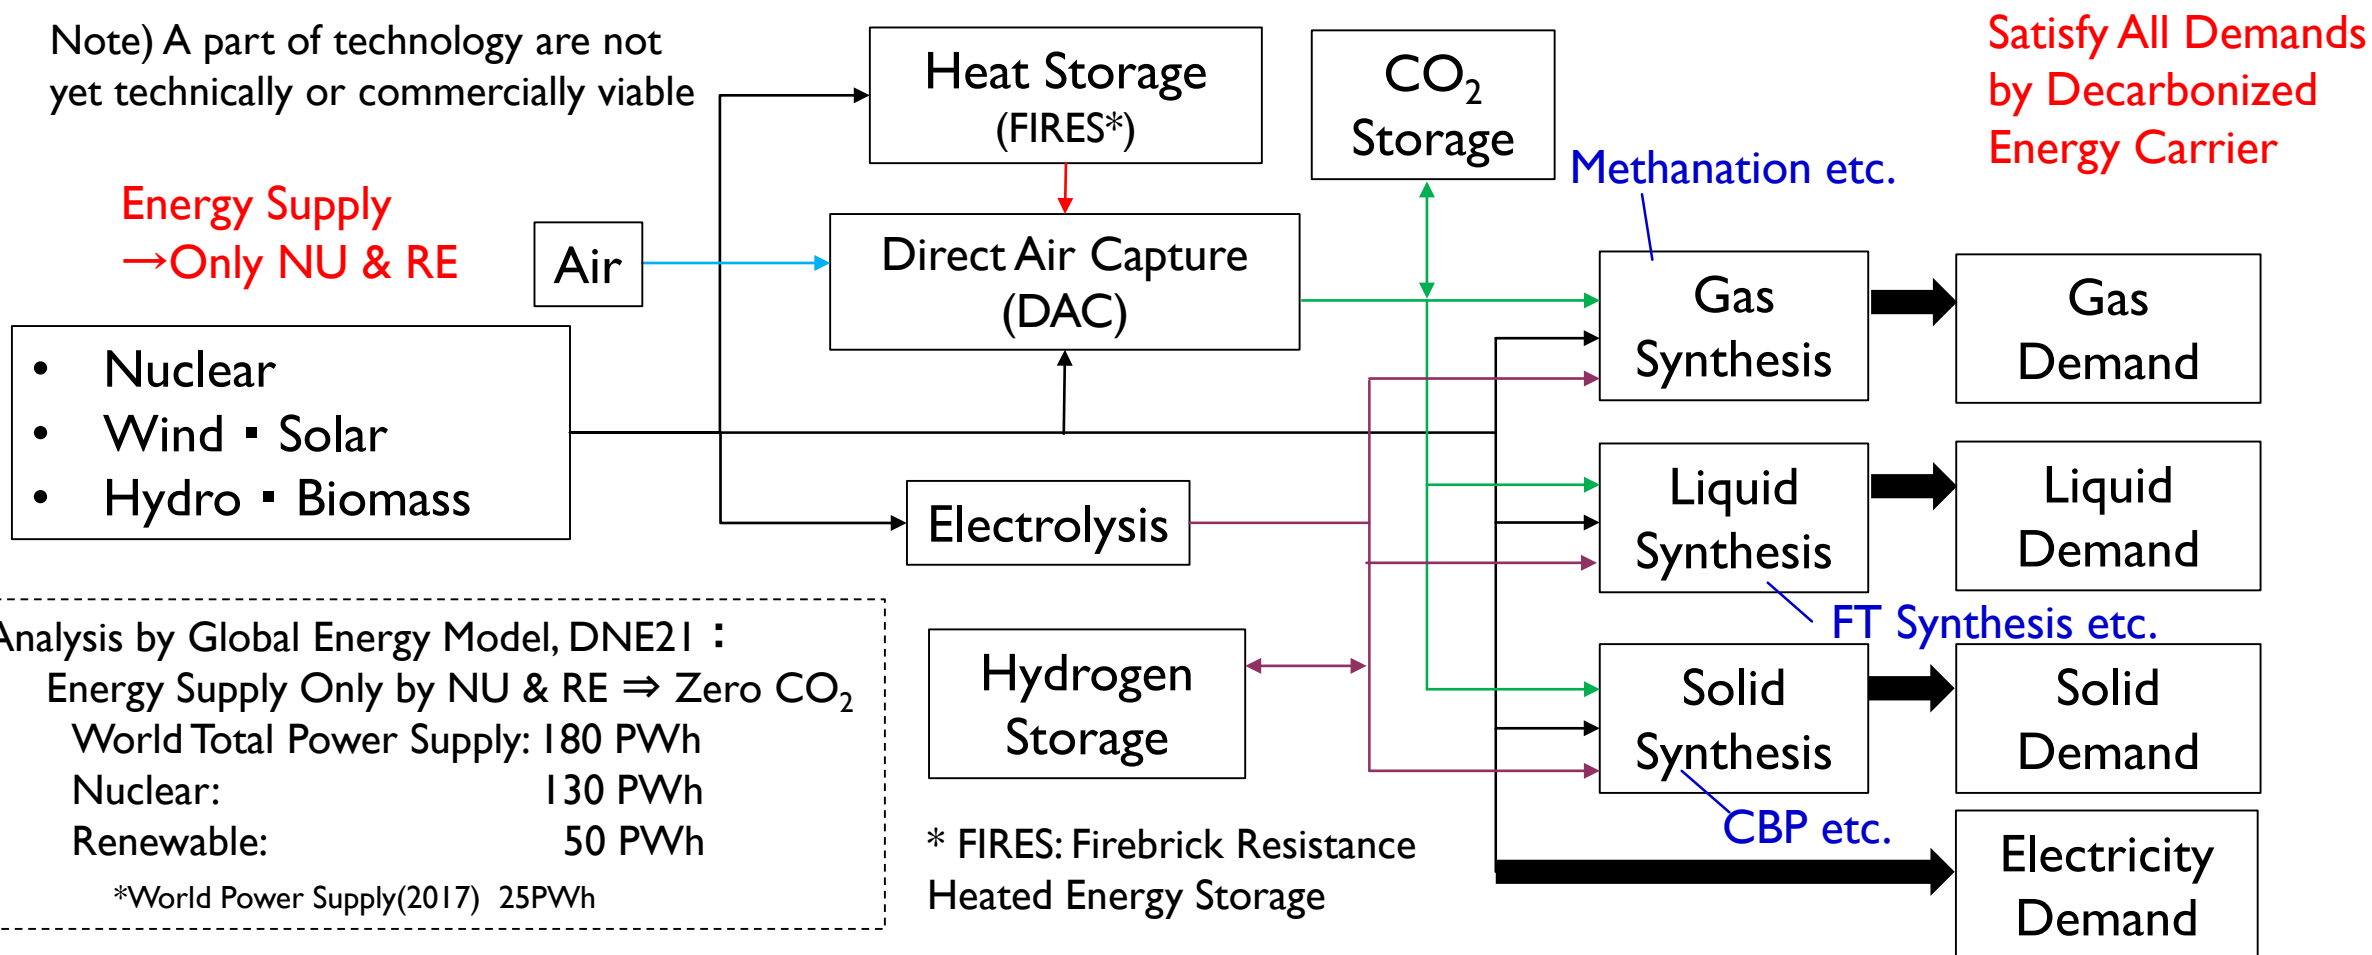 Note) A part of technology are not
yet technically or commercially viable
Energy Supply
→Only NU & RE
Air
• Nuclear
• Wind ▪ Solar
• Hydro ▪ Biomass
Heat Storage
(FIRES*)
Direct Air Capture
(DAC)
Electrolysis
Hydrogen
Storage
CO₂
Storage
Satisfy All Demands
by Decarbonized
Energy Carrier
Methanation etc.
Gas
Synthesis
Gas
Demand
Liquid
Synthesis
Liquid
Demand
FT Synthesis etc.
Solid
Synthesis
Solid
Demand
CBP etc.
Electricity
Demand
Analysis by Global Energy Model, DNE21：
Energy Supply Only by NU & RE ⇒ Zero CO₂
World Total Power Supply: 180 PWh
Nuclear: 130 PWh
Renewable: 50 PWh
*World Power Supply(2017) 25PWh
* FIRES: Firebrick Resistance
Heated Energy Storage